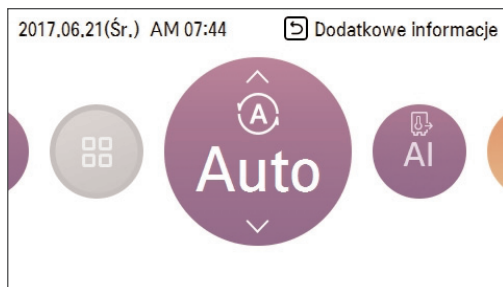 2017.06.21(Śr.) AM 07:44
Dodatkowe informacje
A
Auto
AI